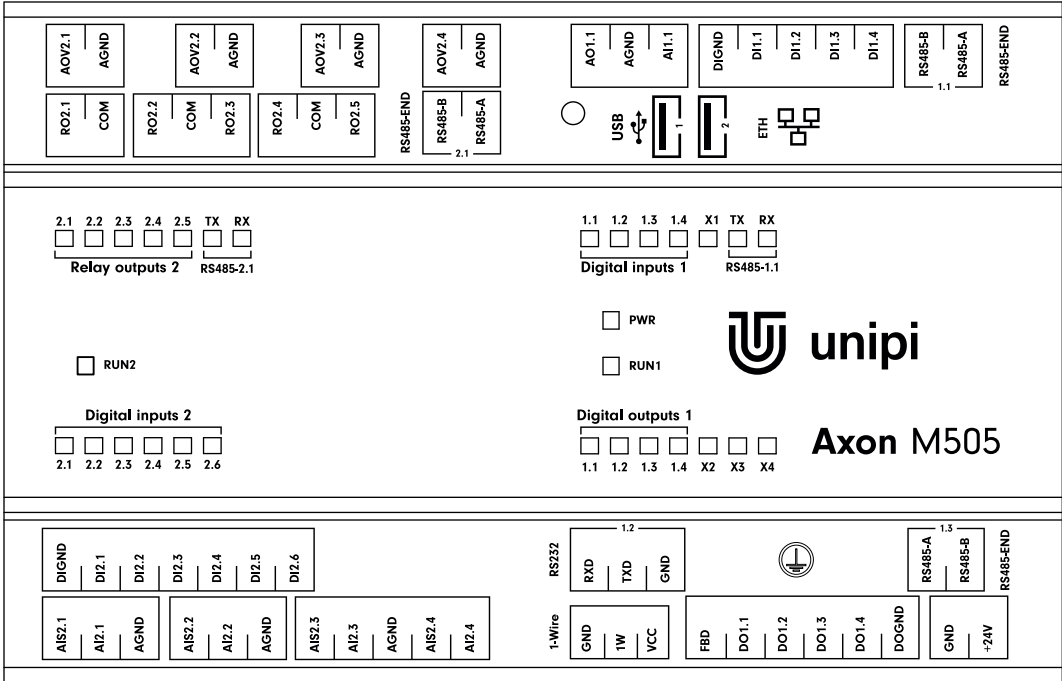 AOV2.1 AGND AOV2.2 AGND AOV2.3 AGND AOV2.4 AGND AO1.1 AGND AI1.1 DIGND DI1.1 DI1.2 DI1.3 DI1.4 RS485-B RS485-A RS485-END
1.1
RO2.1 COM RO2.2 COM RO2.3 RO2.4 COM RO2.5 RS485-END RS485-B RS485-A USB 1 2 ETH
2.1
2.1 2.2 2.3 2.4 2.5 TX RX
Relay outputs 2 RS485-2.1
1.1 1.2 1.3 1.4 X1 TX RX
Digital inputs 1 RS485-1.1
PWR
RUN2
RUN1
unipi
Digital inputs 2
2.1 2.2 2.3 2.4 2.5 2.6
Digital outputs 1
1.1 1.2 1.3 1.4 X2 X3 X4
Axon M505
1.2 1.3
DIGND DI2.1 DI2.2 DI2.3 DI2.4 DI2.5 DI2.6 RS232 RXD TXD GND RS485-A RS485-B RS485-END
AIS2.1 AI2.1 AGND AIS2.2 AI2.2 AGND AIS2.3 AI2.3 AGND AIS2.4 AI2.4 1-Wire GND 1W VCC FBD DO1.1 DO1.2 DO1.3 DO1.4 DOGND GND +24V